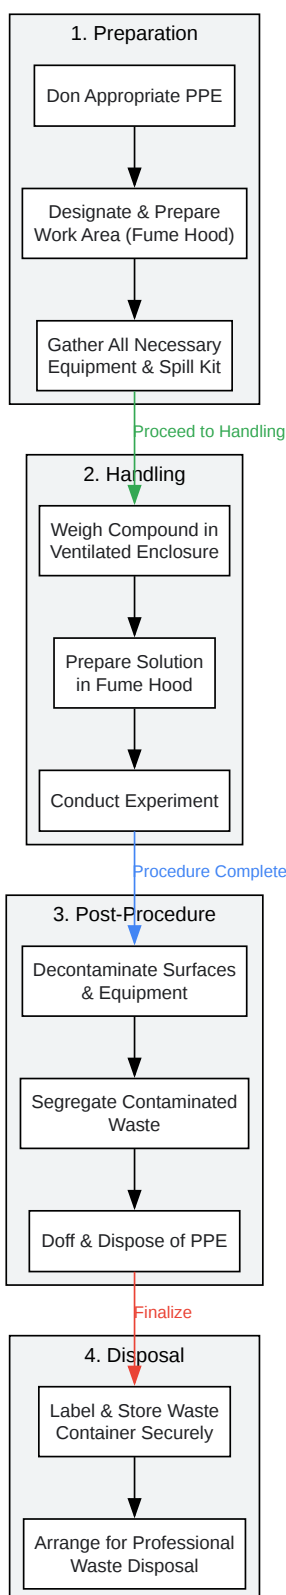 1. Preparation
Don Appropriate PPE
Designate & Prepare
Work Area (Fume Hood)
Gather All Necessary
Equipment & Spill Kit
Proceed to Handling
2. Handling
Weigh Compound in
Ventilated Enclosure
Prepare Solution
in Fume Hood
Conduct Experiment
Procedure Complete
3. Post-Procedure
Decontaminate Surfaces
& Equipment
Segregate Contaminated
Waste
Doff & Dispose of PPE
Finalize
4. Disposal
Label & Store Waste
Container Securely
Arrange for Professional
Waste Disposal